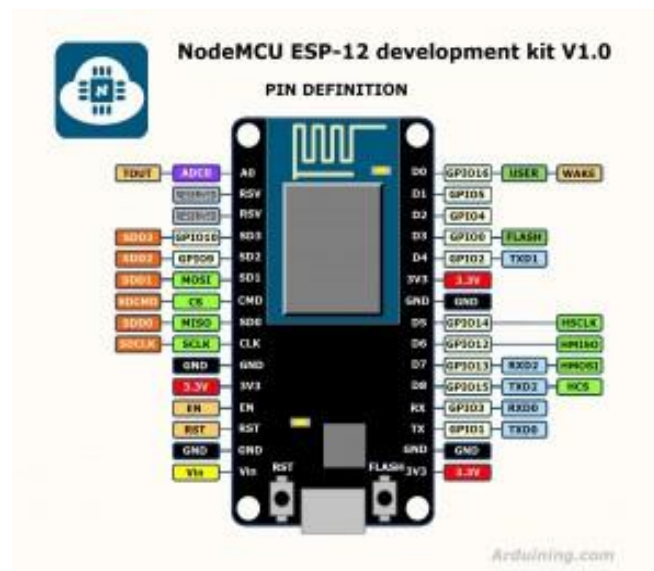 NodeMCU ESP-12 development kit V1.0
PIN DEFINITION
TOUT ADC0 A0 D0 GPIO16 USER WAKE
RESERVED RSV D1 GPIO5
RESERVED RSV D2 GPIO4
SDD3 GPIO10 SD3 D3 GPIO0 FLASH
SDD2 GPIO9 SD2 D4 GPIO2 TXD1
SDD1 MOSI SD1 3V3 3.3V
SDCMD CS CMD GND GND
SDD0 MISO SD0 D5 GPIO14 HSCLK
SDCLK SCLK CLK D6 GPIO12 HMISO
GND GND D7 GPIO13 RXD2 HMOSI
3.3V 3V3 D8 GPIO15 TXD2 HCS
EN EN RX GPIO3 RXD0
RST RST TX GPIO1 TXD0
GND GND GND GND
Vin Vin RST FLASH 3V3 3.3V
Arduining.com